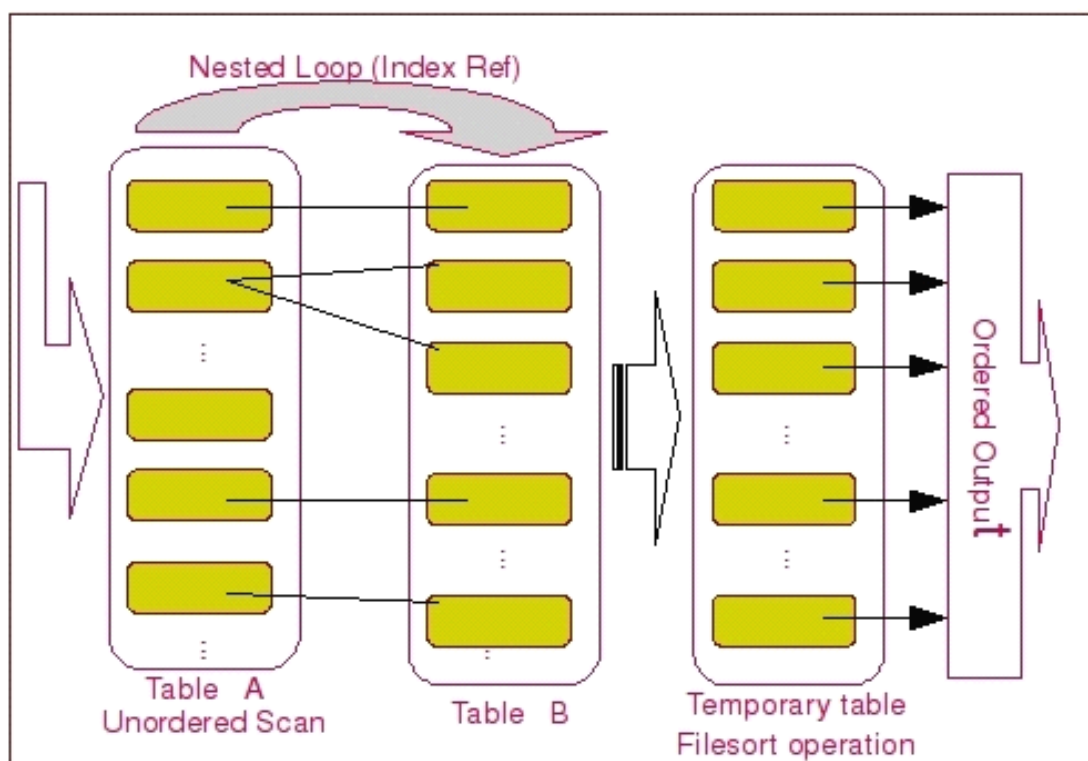 Nested Loop (Index Ref)
Table A
Unordered Scan
Table B
Temporary table
Filesort operation
Ordered Output